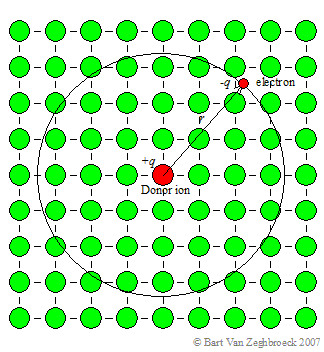 -q electron
r
+q
Donor ion
© Bart Van Zeghbroeck 2007